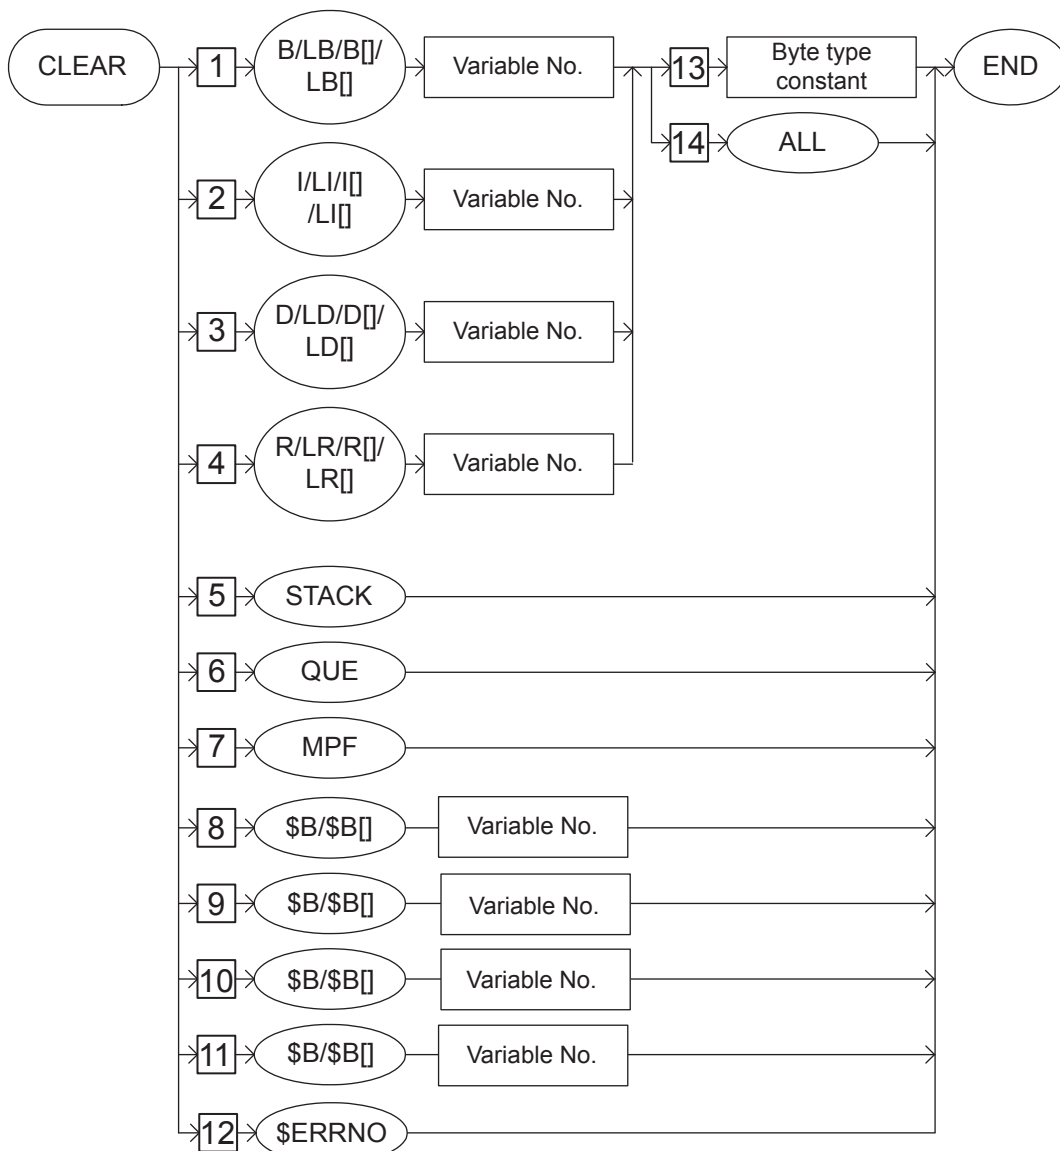 CLEAR
1
B/LB/B[]/
LB[]
Variable No.
13
Byte type
constant
END
14
ALL
2
I/LI/I[]
/LI[]
Variable No.
3
D/LD/D[]/
LD[]
Variable No.
4
R/LR/R[]/
LR[]
Variable No.
5
STACK
6
QUE
7
MPF
8
$B/$B[]
Variable No.
9
$B/$B[]
Variable No.
10
$B/$B[]
Variable No.
11
$B/$B[]
Variable No.
12
$ERRNO